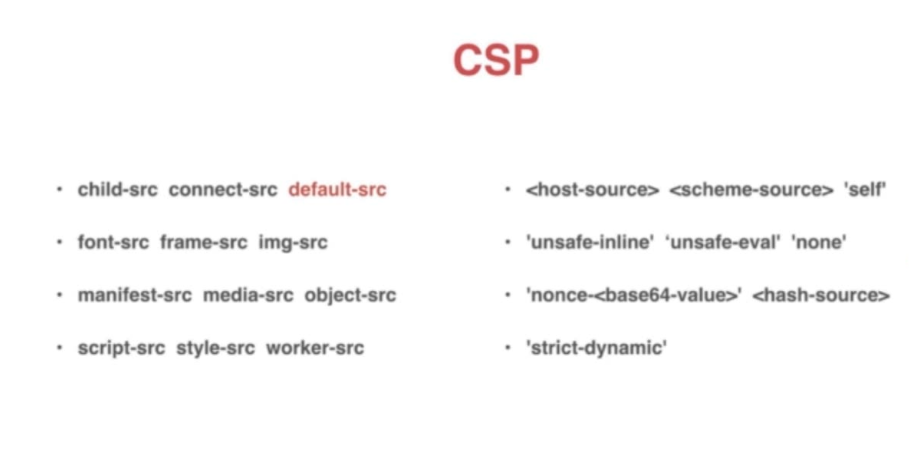 CSP
• child-src connect-src default-src
• font-src frame-src img-src
• manifest-src media-src object-src
• script-src style-src worker-src
• <host-source> <scheme-source> 'self'
• 'unsafe-inline' ‘unsafe-eval' 'none'
• 'nonce-<base64-value>' <hash-source>
• 'strict-dynamic'